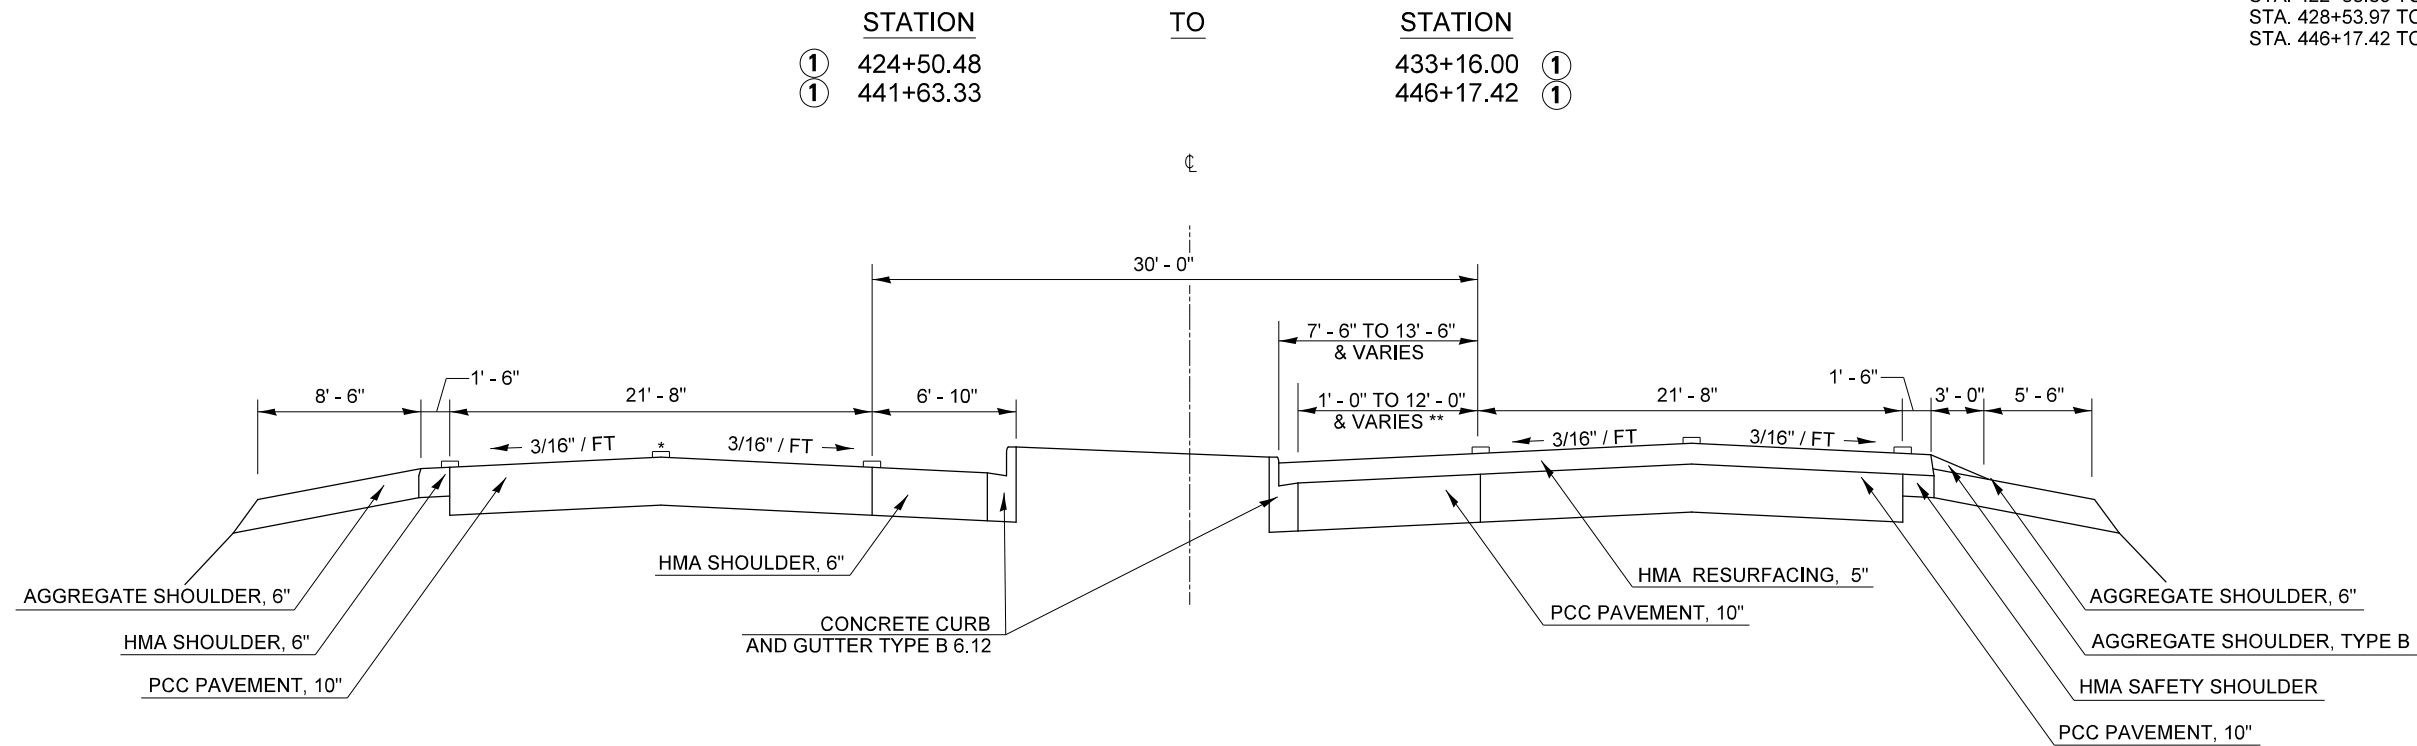 STATION TO STATION
1 424+50.48 433+16.00 1
1 441+63.33 446+17.42 1
STA. 428+53.97 TO
STA. 446+17.42 TO
℄
30' - 0"
7' - 6" TO 13' - 6"
& VARIES
8' - 6"
1' - 6"
21' - 8"
6' - 10"
1' - 0" TO 12' - 0"
& VARIES **
21' - 8"
1' - 6"
3' - 0"
5' - 6"
3/16" / FT
*
3/16" / FT
3/16" / FT
3/16" / FT
AGGREGATE SHOULDER, 6"
HMA SHOULDER, 6"
PCC PAVEMENT, 10"
HMA SHOULDER, 6"
CONCRETE CURB
AND GUTTER TYPE B 6.12
HMA RESURFACING, 5"
PCC PAVEMENT, 10"
AGGREGATE SHOULDER, 6"
AGGREGATE SHOULDER, TYPE B
HMA SAFETY SHOULDER
PCC PAVEMENT, 10"